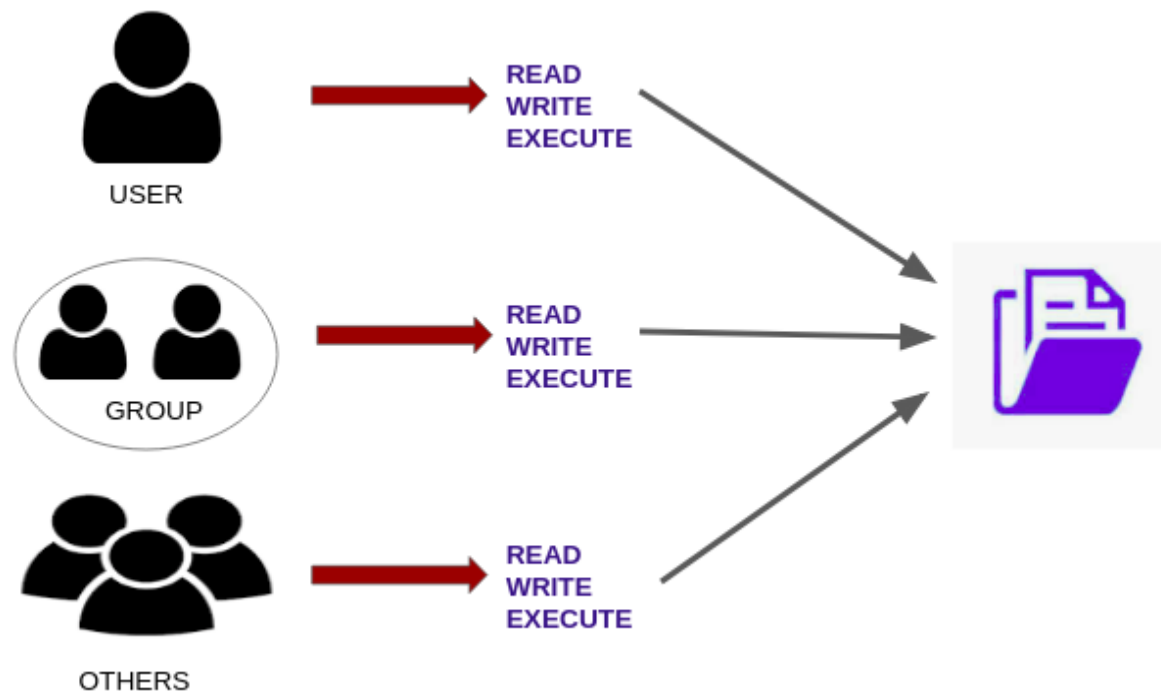 USER
READ
WRITE
EXECUTE
GROUP
READ
WRITE
EXECUTE
OTHERS
READ
WRITE
EXECUTE